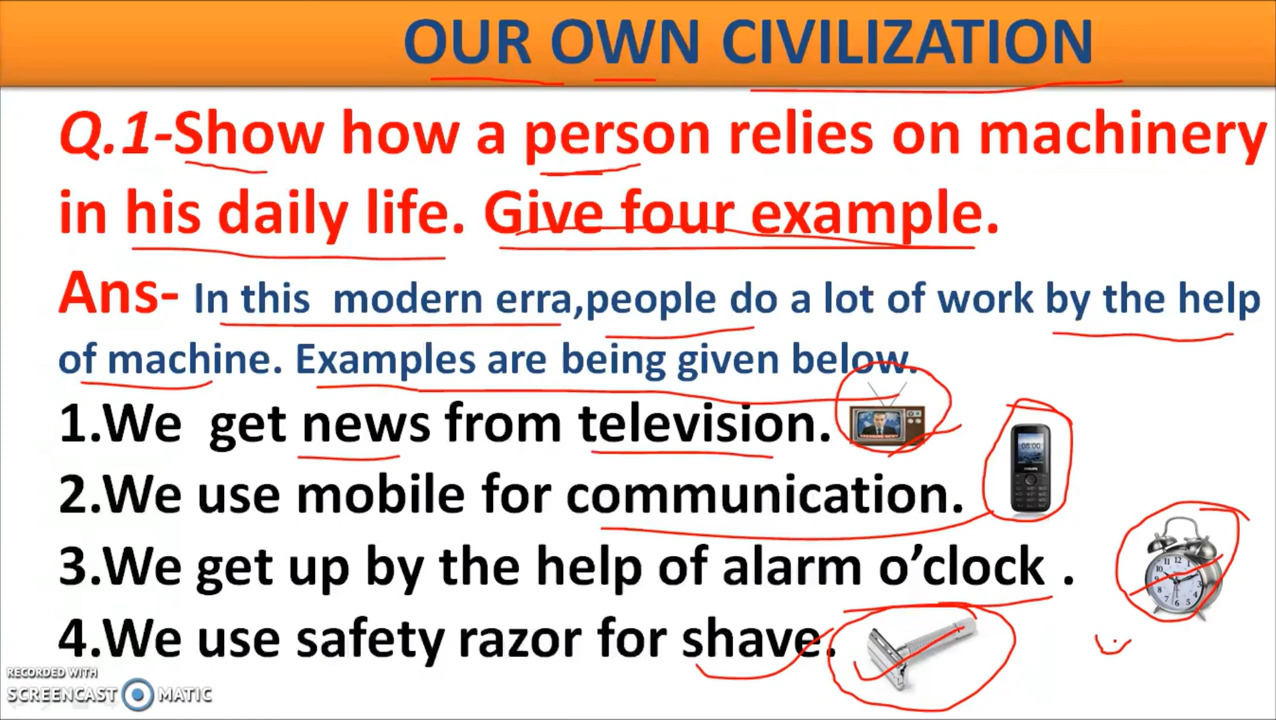 OUR OWN CIVILIZATION
Q.1-Show how a person relies on machinery
in his daily life. Give four example.
Ans- In this modern erra,people do a lot of work by the help
of machine. Examples are being given below.
1.We get news from television.
2.We use mobile for communication.
3.We get up by the help of alarm o’clock .
4.We use safety razor for shave.
RECORDED WITH
SCREENCAST MATIC